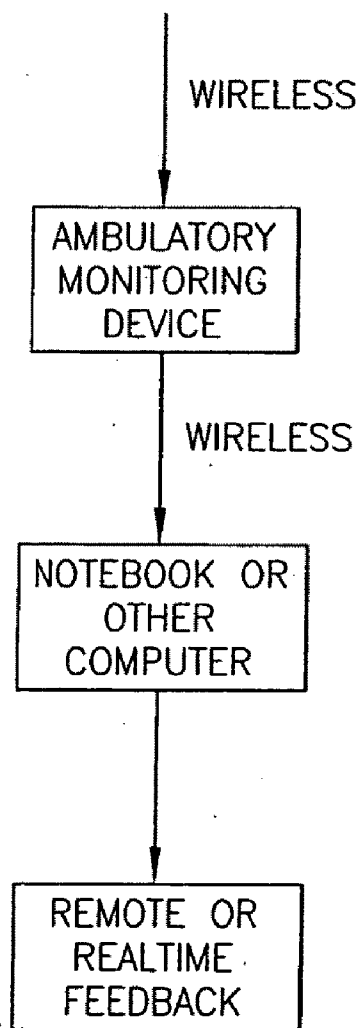 WIRELESS
AMBULATORY
MONITORING
DEVICE
WIRELESS
NOTEBOOK OR
OTHER
COMPUTER
REMOTE OR
REALTIME
FEEDBACK